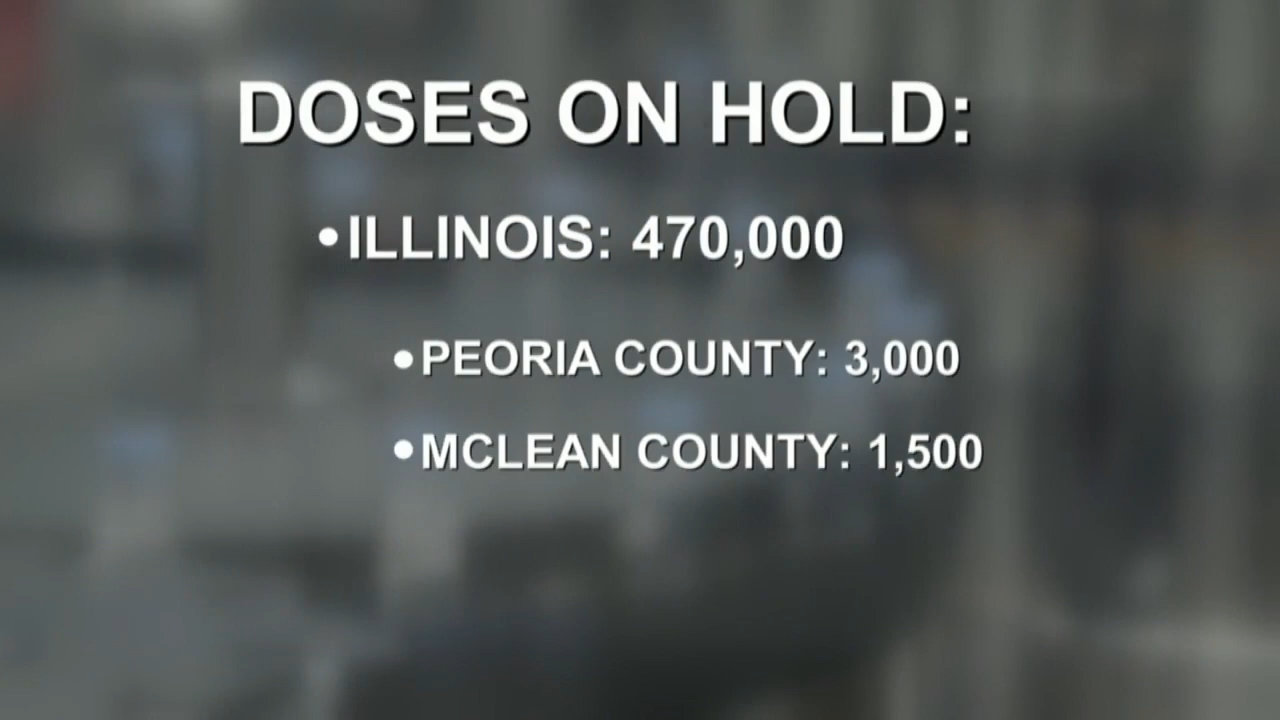 DOSES ON HOLD:
•ILLINOIS: 470,000
•PEORIA COUNTY: 3,000
•MCLEAN COUNTY: 1,500